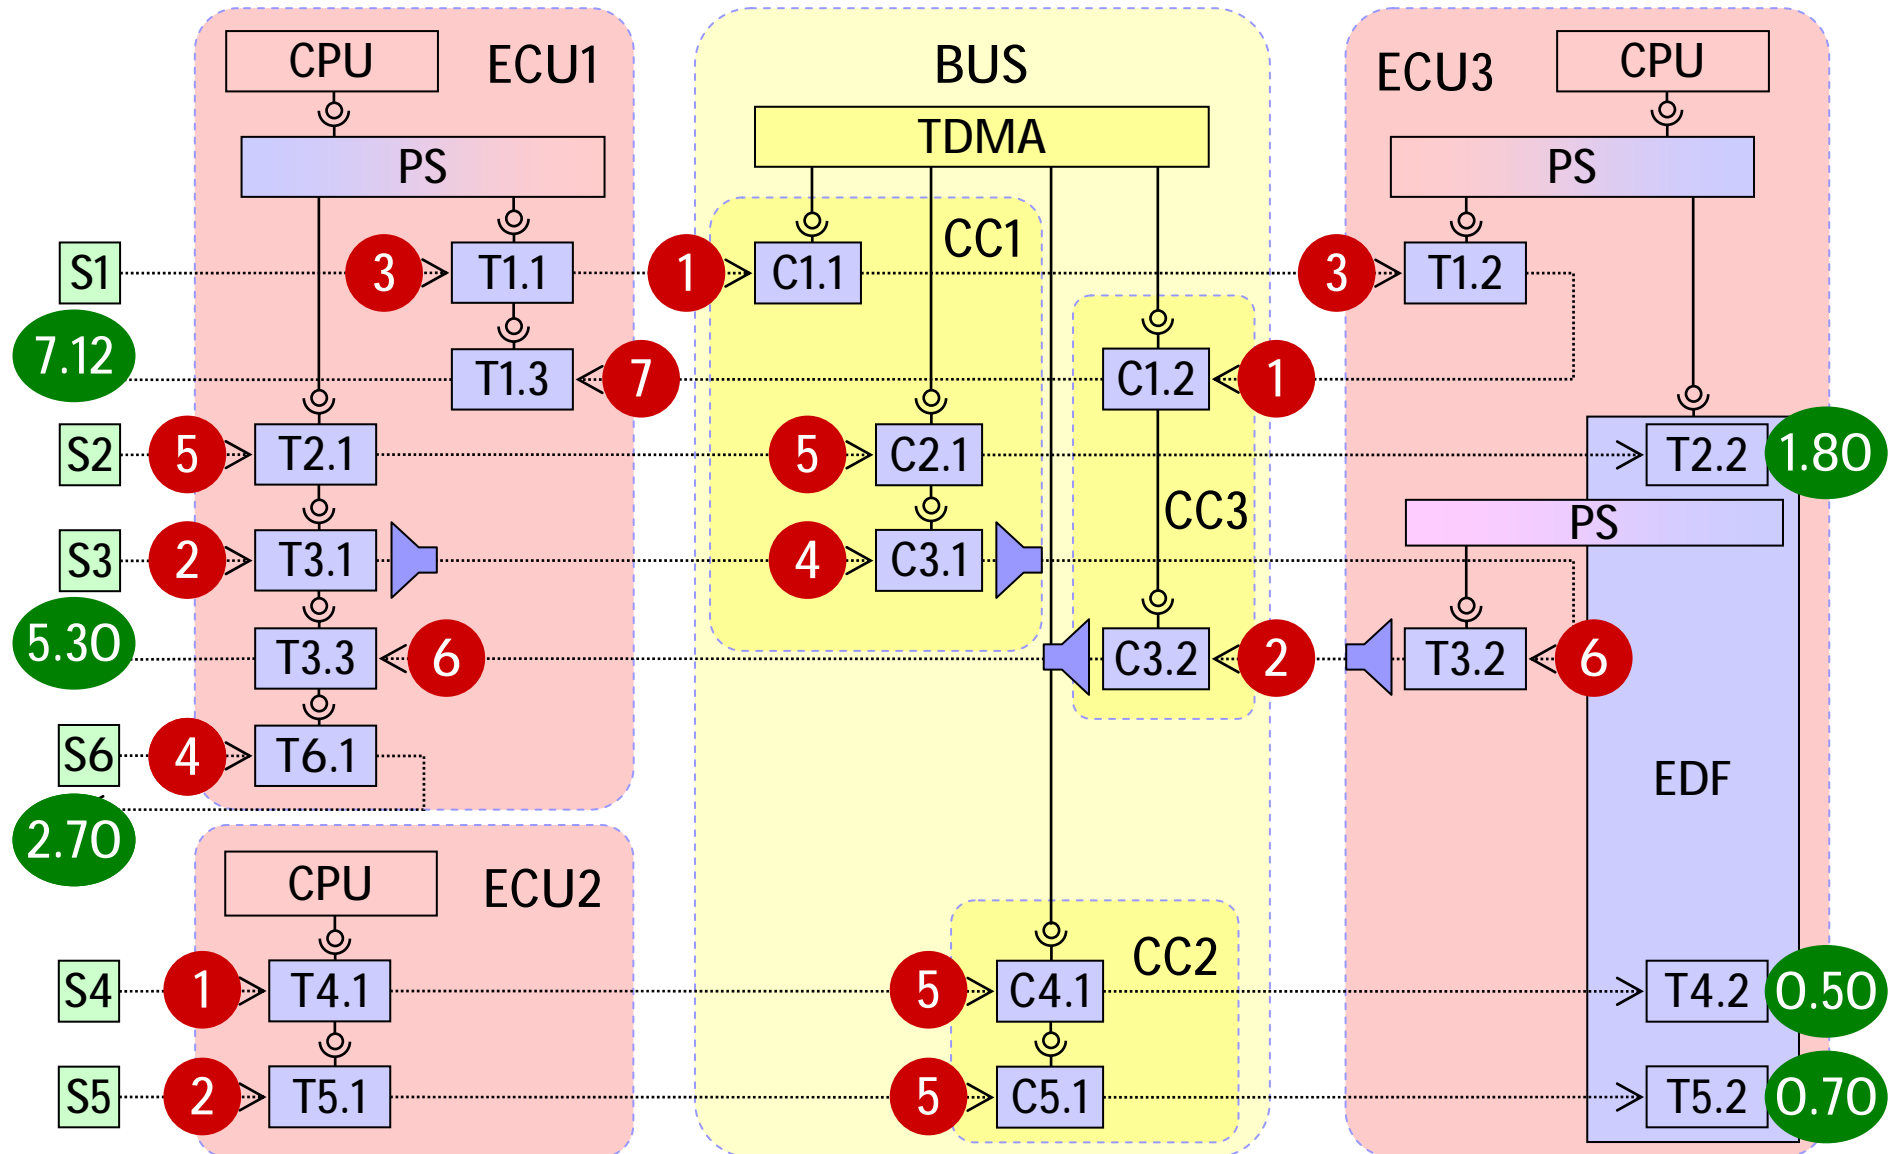 CPU
ECU1
BUS
ECU3
CPU
PS
TDMA
PS
CC1
S1
3
T1.1
1
C1.1
3
T1.2
7.12
T1.3
7
C1.2
1
S2
5
T2.1
5
C2.1
T2.2
1.80
CC3
PS
S3
2
T3.1
4
C3.1
5.30
T3.3
6
C3.2
2
T3.2
6
S6
4
T6.1
EDF
2.70
CPU
ECU2
CC2
S4
1
T4.1
5
C4.1
T4.2
0.50
S5
2
T5.1
5
C5.1
T5.2
0.70